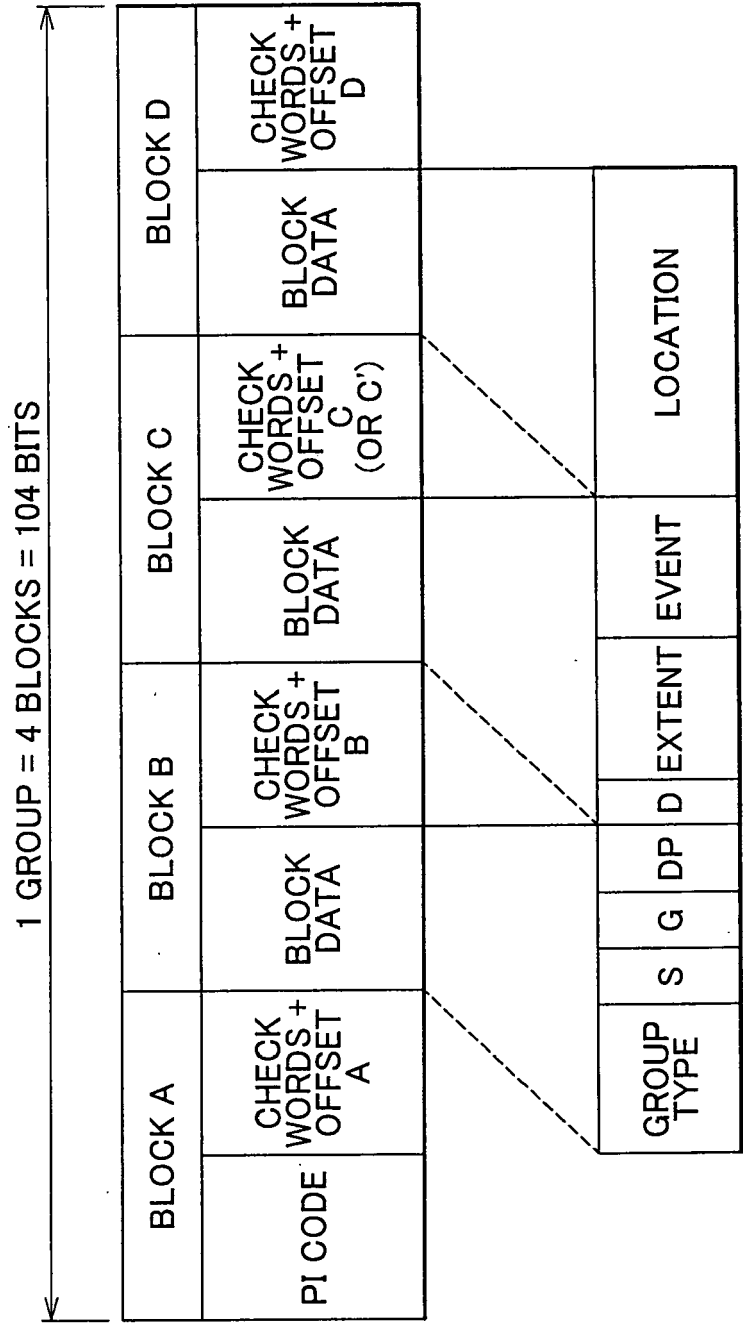 1 GROUP = 4 BLOCKS = 104 BITS
BLOCK A
BLOCK B
BLOCK C
BLOCK D
PI CODE
CHECK
WORDS +
OFFSET
A
BLOCK
DATA
CHECK
WORDS +
OFFSET
B
BLOCK
DATA
CHECK
WORDS +
OFFSET
C
(OR C')
BLOCK
DATA
CHECK
WORDS +
OFFSET
D
GROUP
TYPE
S
G
DP
D
EXTENT
EVENT
LOCATION